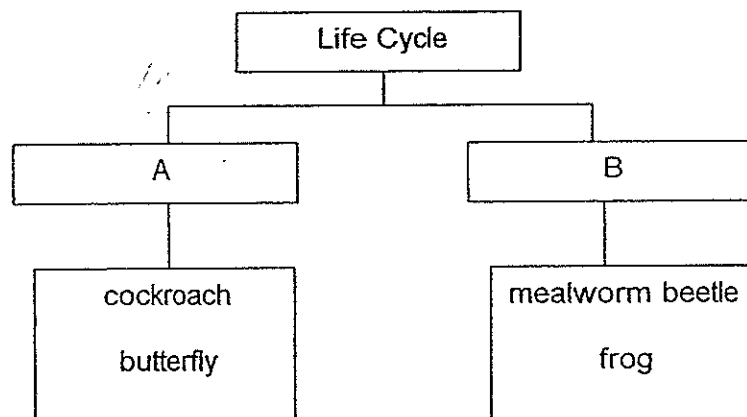 Life Cycle
A
B
cockroach
butterfly
mealworm beetle
frog